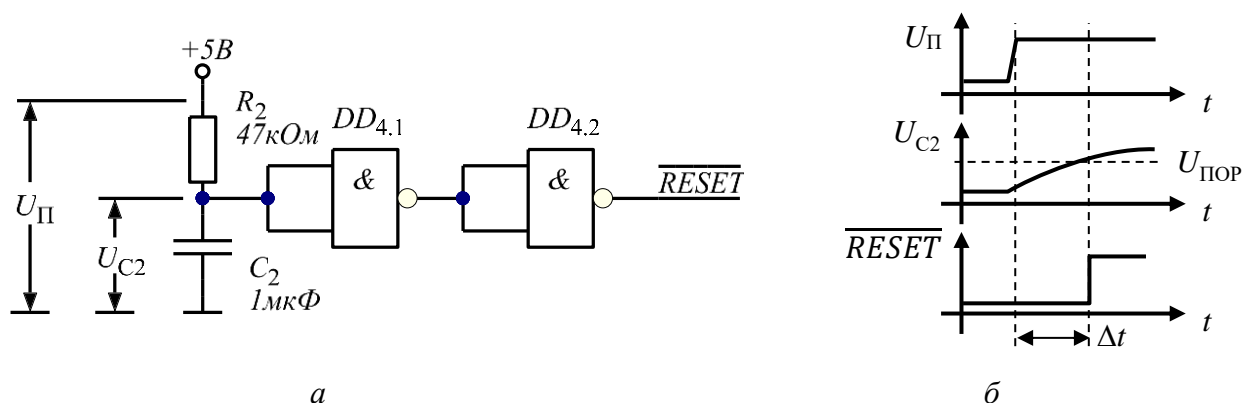 +5В
R2
47кОм
DD4.1
DD4.2
&
&
RESET
UП
UC2
C2
1мкФ
а
UП
t
UC2
UПОР
t
RESET
t
Δt
б